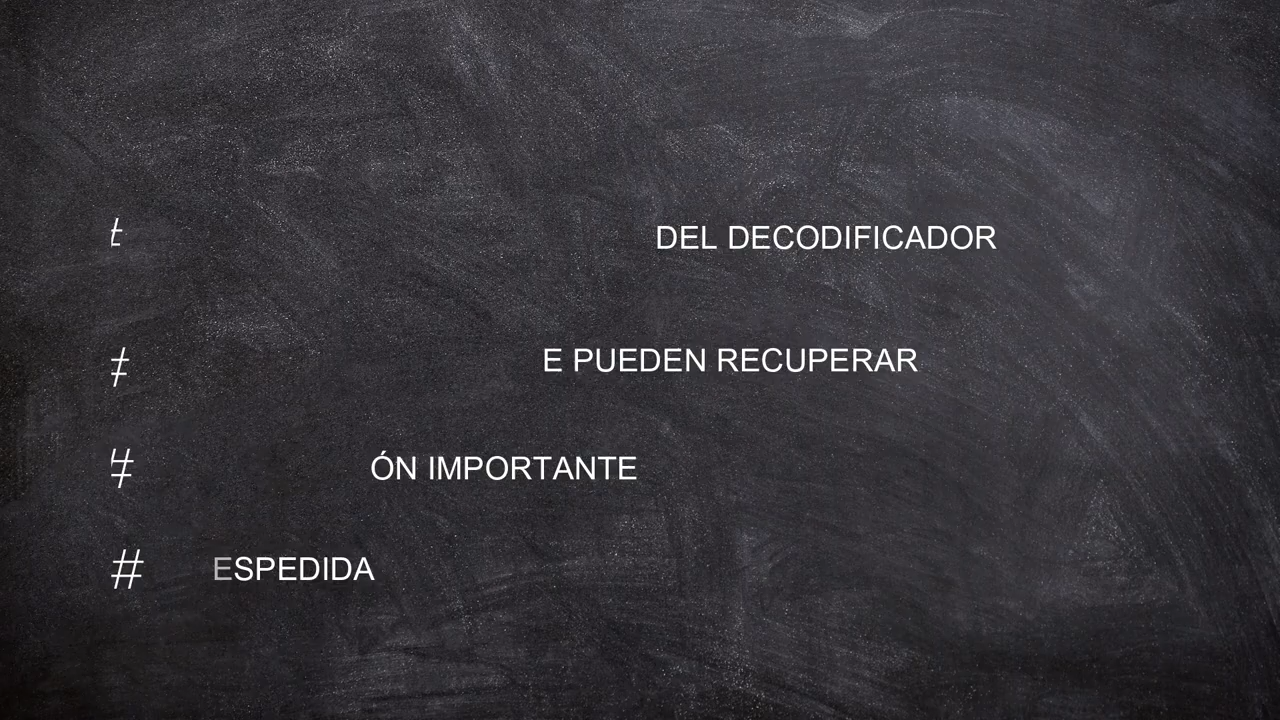 DEL DECODIFICADOR
E PUEDEN RECUPERAR
ÓN IMPORTANTE
# ESPEDIDA